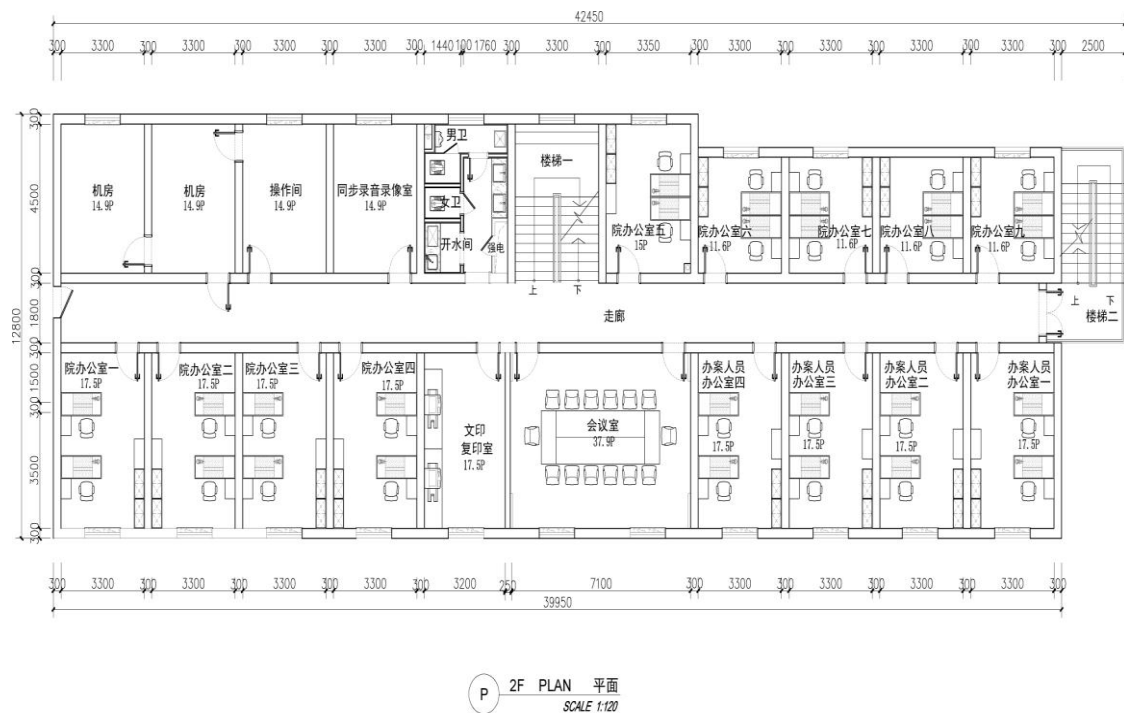 42450
300 3300 300 3300 300 3300 300 3300 300 1440 100 1760 300 3300 300 3350 300 3300 300 3300 300 3300 300 3300 300 2500
300
4500
300
1800
300
1500
300
3500
300
12800
机房
14.9P
机房
14.9P
操作间
14.9P
同步录音录像室
14.9P
男卫
女卫
开水间
强电
楼梯一
上 下
院办公室五
15P
院办公室六
11.6P
院办公室七
11.6P
院办公室八
11.6P
院办公室九
11.6P
上 下
楼梯二
走廊
院办公室一
17.5P
院办公室二
17.5P
院办公室三
17.5P
院办公室四
17.5P
文印
复印室
17.5P
会议室
37.9P
办案人员
办公室四
17.5P
办案人员
办公室三
17.5P
办案人员
办公室二
17.5P
办案人员
办公室一
17.5P
300 3300 300 3300 300 3300 300 3300 300 3200 250 7100 300 3300 300 3300 300 3300 300 3300 300
39950
P
2F PLAN 平面
SCALE 1:120